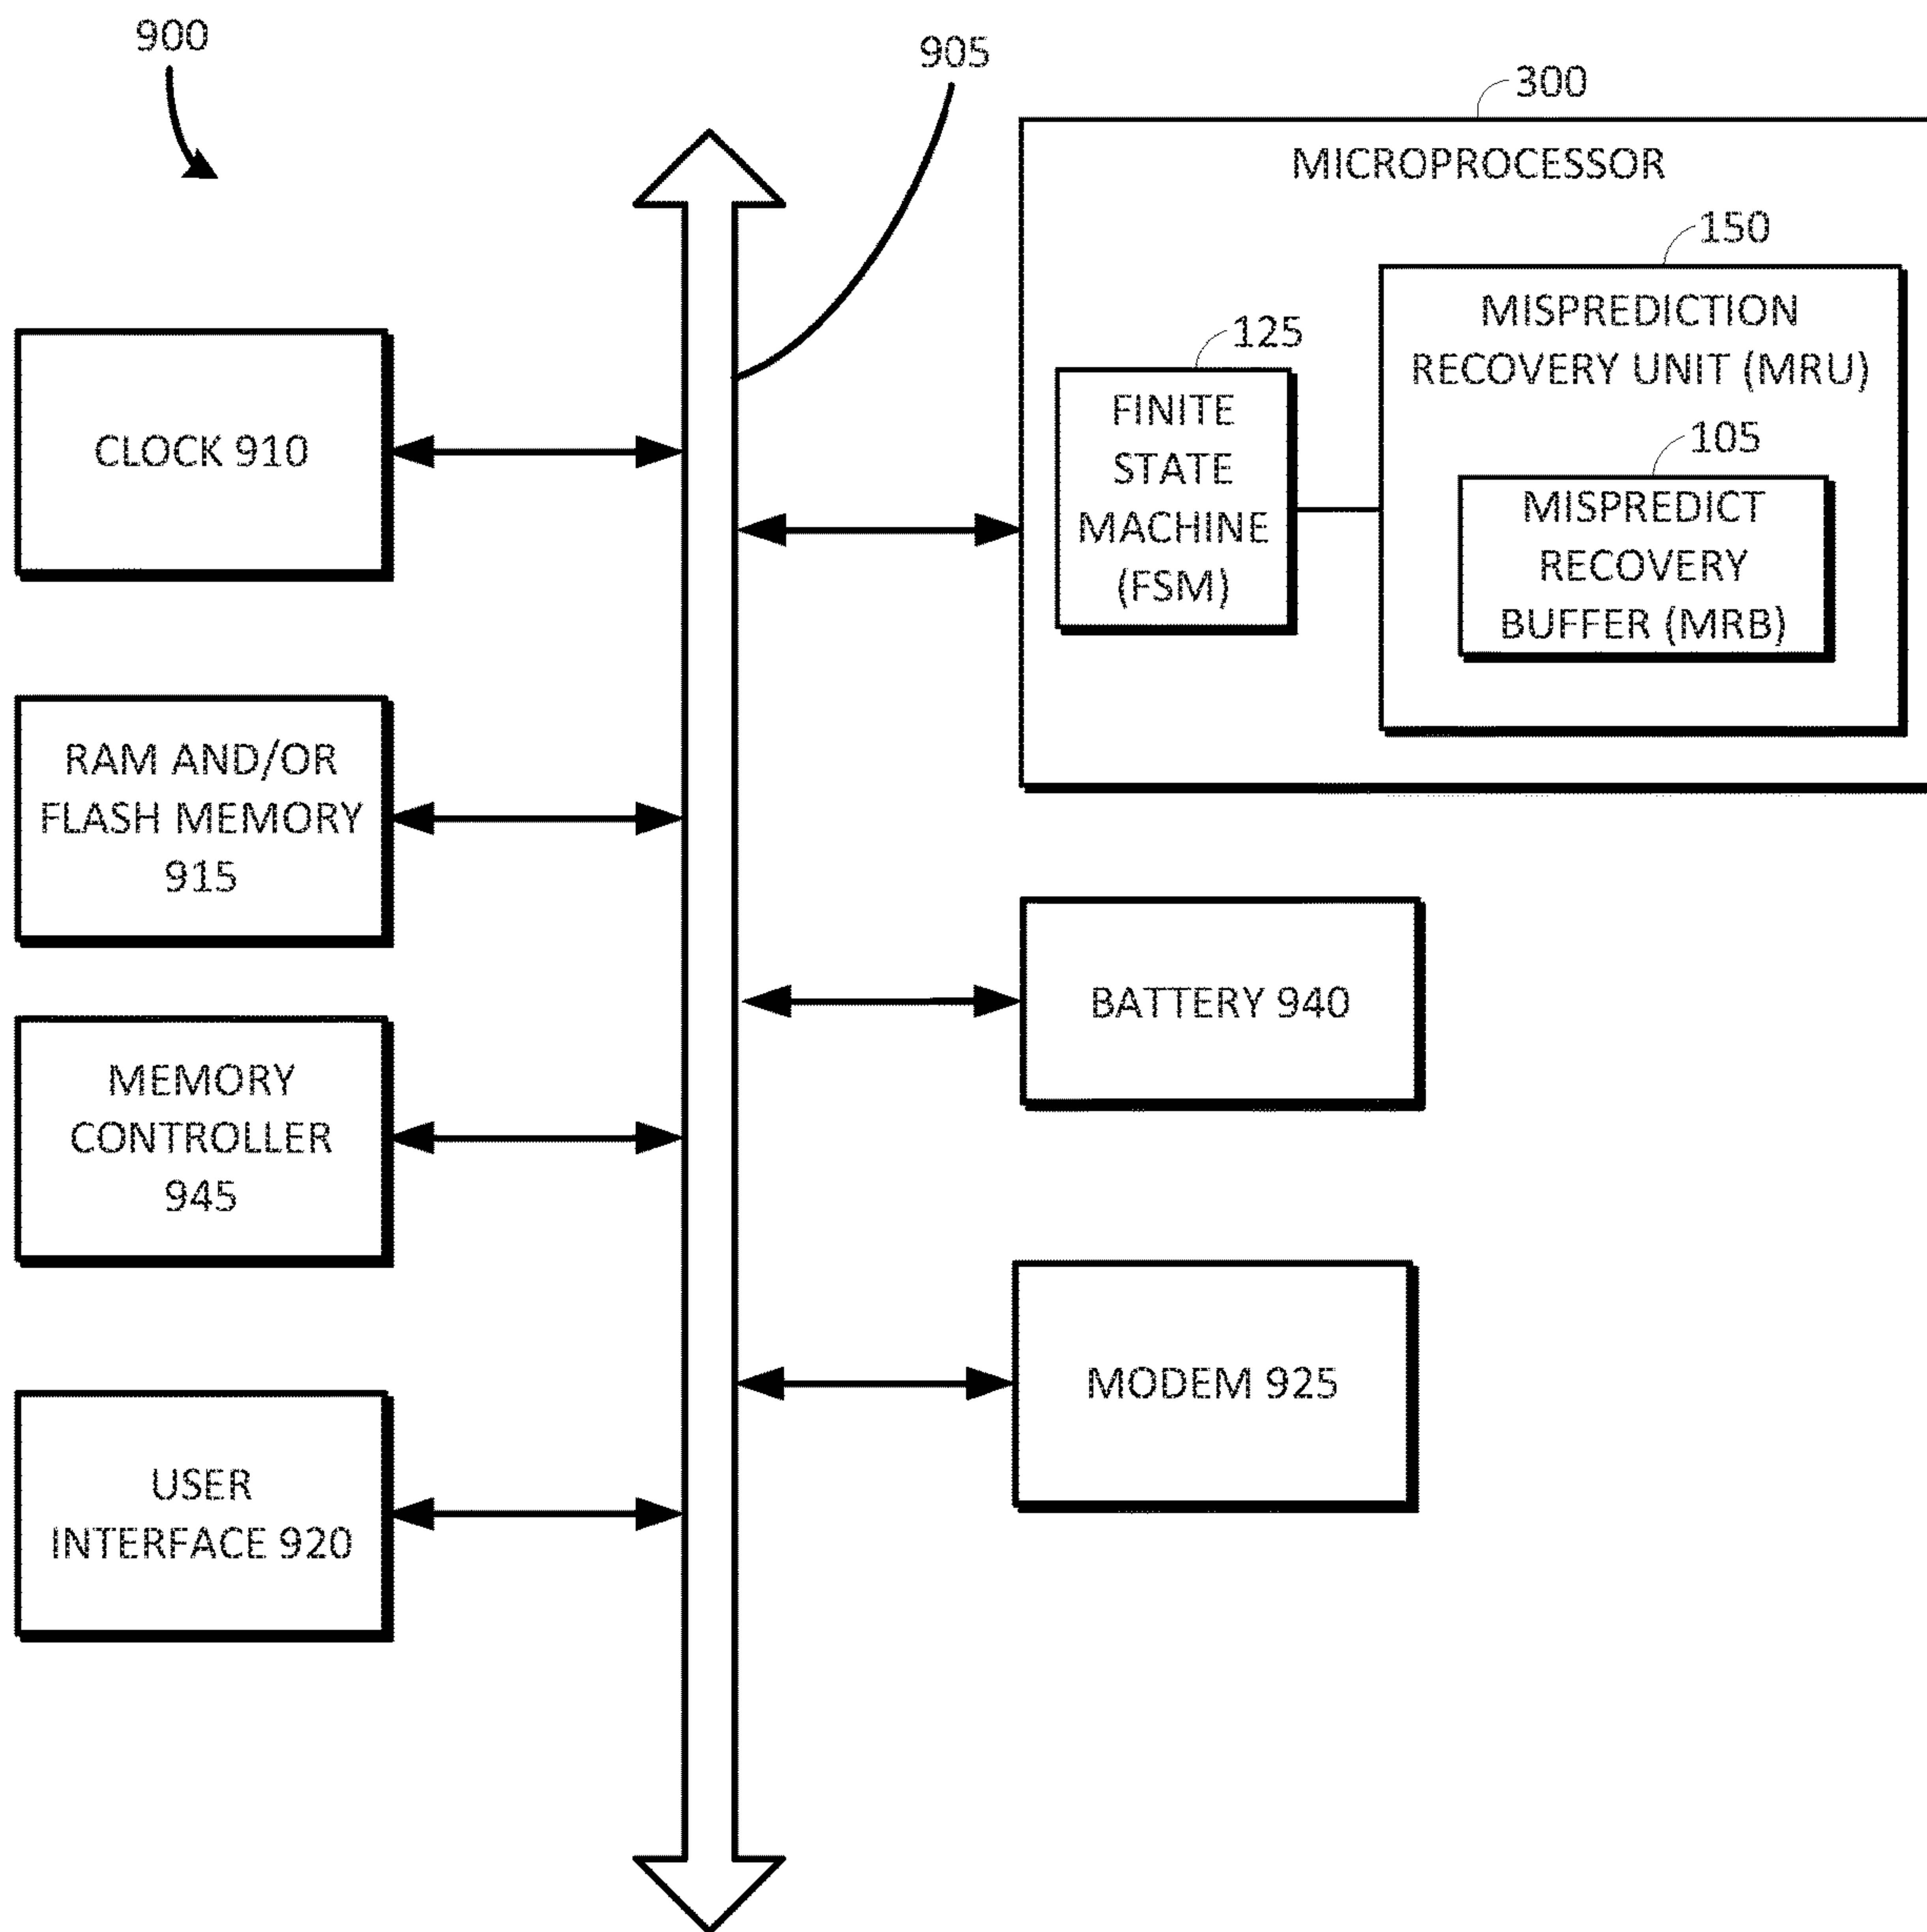 900
905
300
MICROPROCESSOR
150
MISPREDICTION
RECOVERY UNIT (MRU)
125
FINITE
STATE
MACHINE
(FSM)
105
MISPREDICT
RECOVERY
BUFFER (MRB)
CLOCK 910
RAM AND/OR
FLASH MEMORY
915
BATTERY 940
MEMORY
CONTROLLER
945
MODEM 925
USER
INTERFACE 920